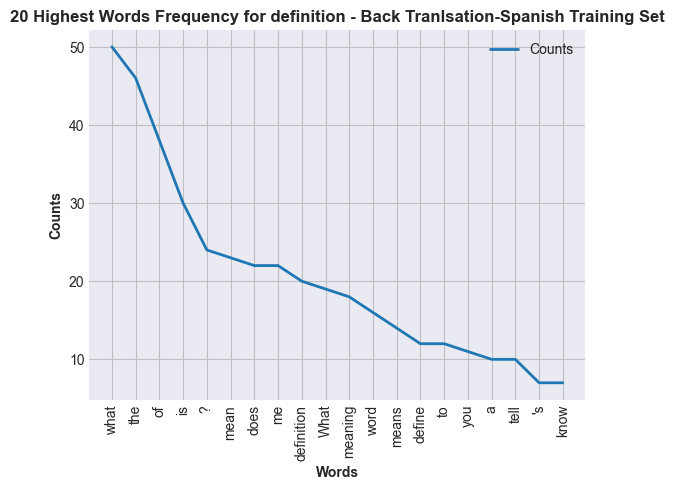 20 Highest Words Frequency for definition - Back Tranlsation-Spanish Training Set
Counts
50
40
30
20
10
Counts
what
the
of
is
?
mean
does
me
definition
What
meaning
word
means
define
to
you
a
tell
's
know
Words